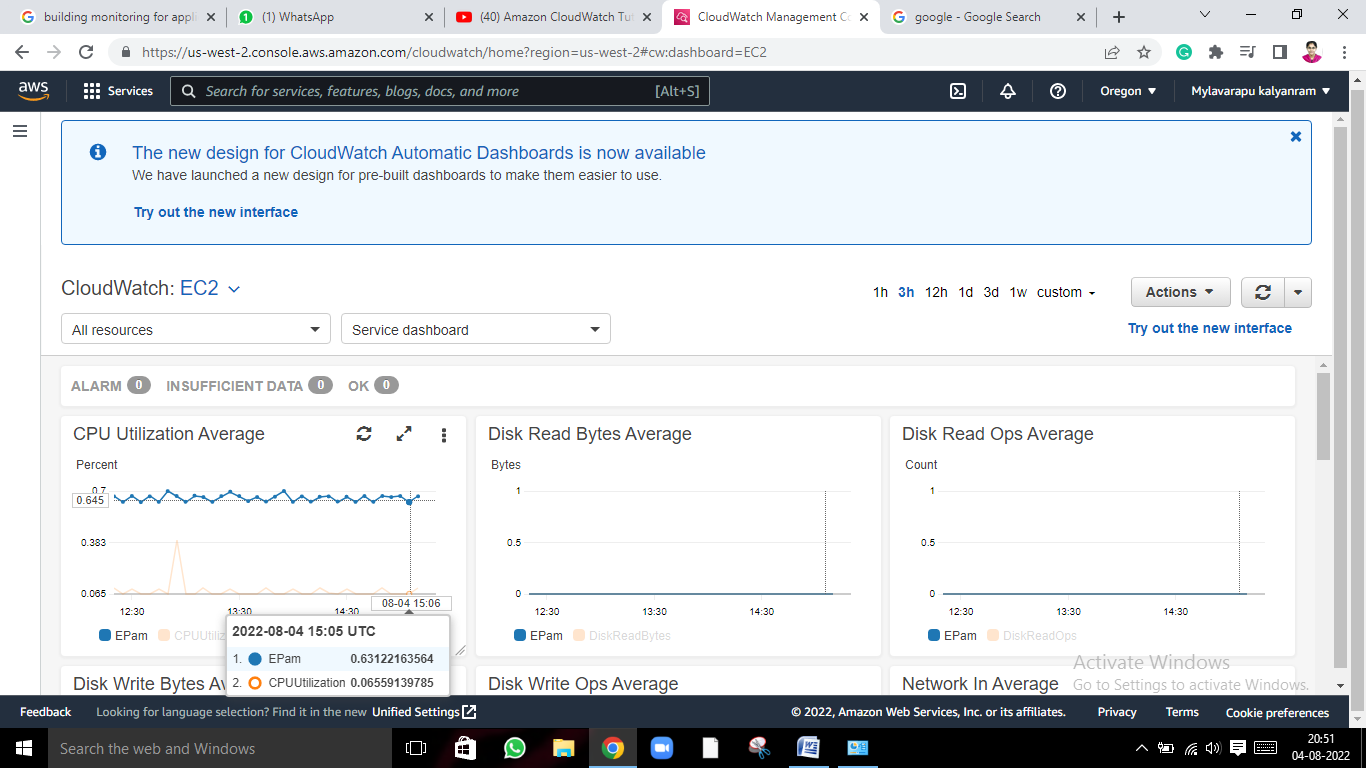 building monitoring for appli
(1) WhatsApp
(40) Amazon CloudWatch Tut
CloudWatch Management Co
google - Google Search
https://us-west-2.console.aws.amazon.com/cloudwatch/home?region=us-west-2#cw:dashboard=EC2
aws
Services
Search for services, features, blogs, docs, and more
[Alt+S]
Oregon
Mylavarapu kalyanram
The new design for CloudWatch Automatic Dashboards is now available
We have launched a new design for pre-built dashboards to make them easier to use.
Try out the new interface
CloudWatch: EC2
1h 3h 12h 1d 3d 1w custom
Actions
All resources
Service dashboard
Try out the new interface
ALARM 0 INSUFFICIENT DATA 0 OK 0
CPU Utilization Average
Percent
0.7
0.645
0.383
0.065
12:30 13:30 14:30
08-04 15:06
EPam CPUUtiliz
2022-08-04 15:05 UTC
1. EPam 0.63122163564
2. CPUUtilization 0.06559139785
Disk Read Bytes Average
Bytes
1
0.5
0
12:30 13:30 14:30
EPam DiskReadBytes
Disk Read Ops Average
Count
1
0.5
0
12:30 13:30 14:30
EPam DiskReadOps
Disk Write Bytes Av
Disk Write Ops Average
Network In Average
Activate Windows
Go to Settings to activate Windows.
Feedback
Looking for language selection? Find it in the new Unified Settings
© 2022, Amazon Web Services, Inc. or its affiliates.
Privacy
Terms
Cookie preferences
Search the web and Windows
20:51
04-08-2022